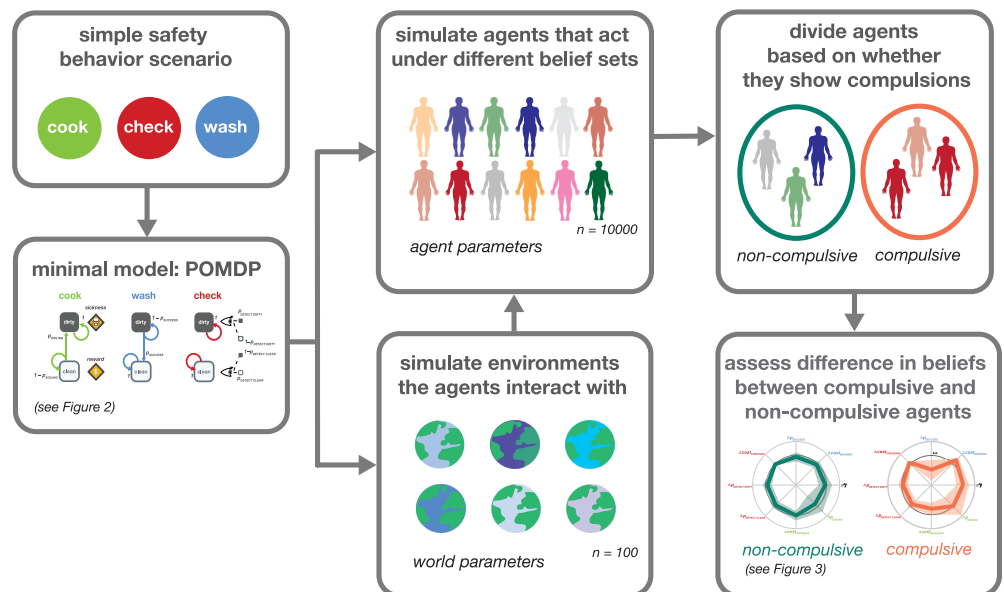 simple safety
behavior scenario
cook
check
wash
minimal model: POMDP
cook
wash
check
sickness
dirty
1
reward
clean
dirty
clean
dirty
clean
(see Figure 2)
simulate agents that act
under different belief sets
n = 10000
agent parameters
simulate environments
the agents interact with
n = 100
world parameters
divide agents
based on whether
they show compulsions
non-compulsive
compulsive
assess difference in beliefs
between compulsive and
non-compulsive agents
non-compulsive
compulsive
(see Figure 3)